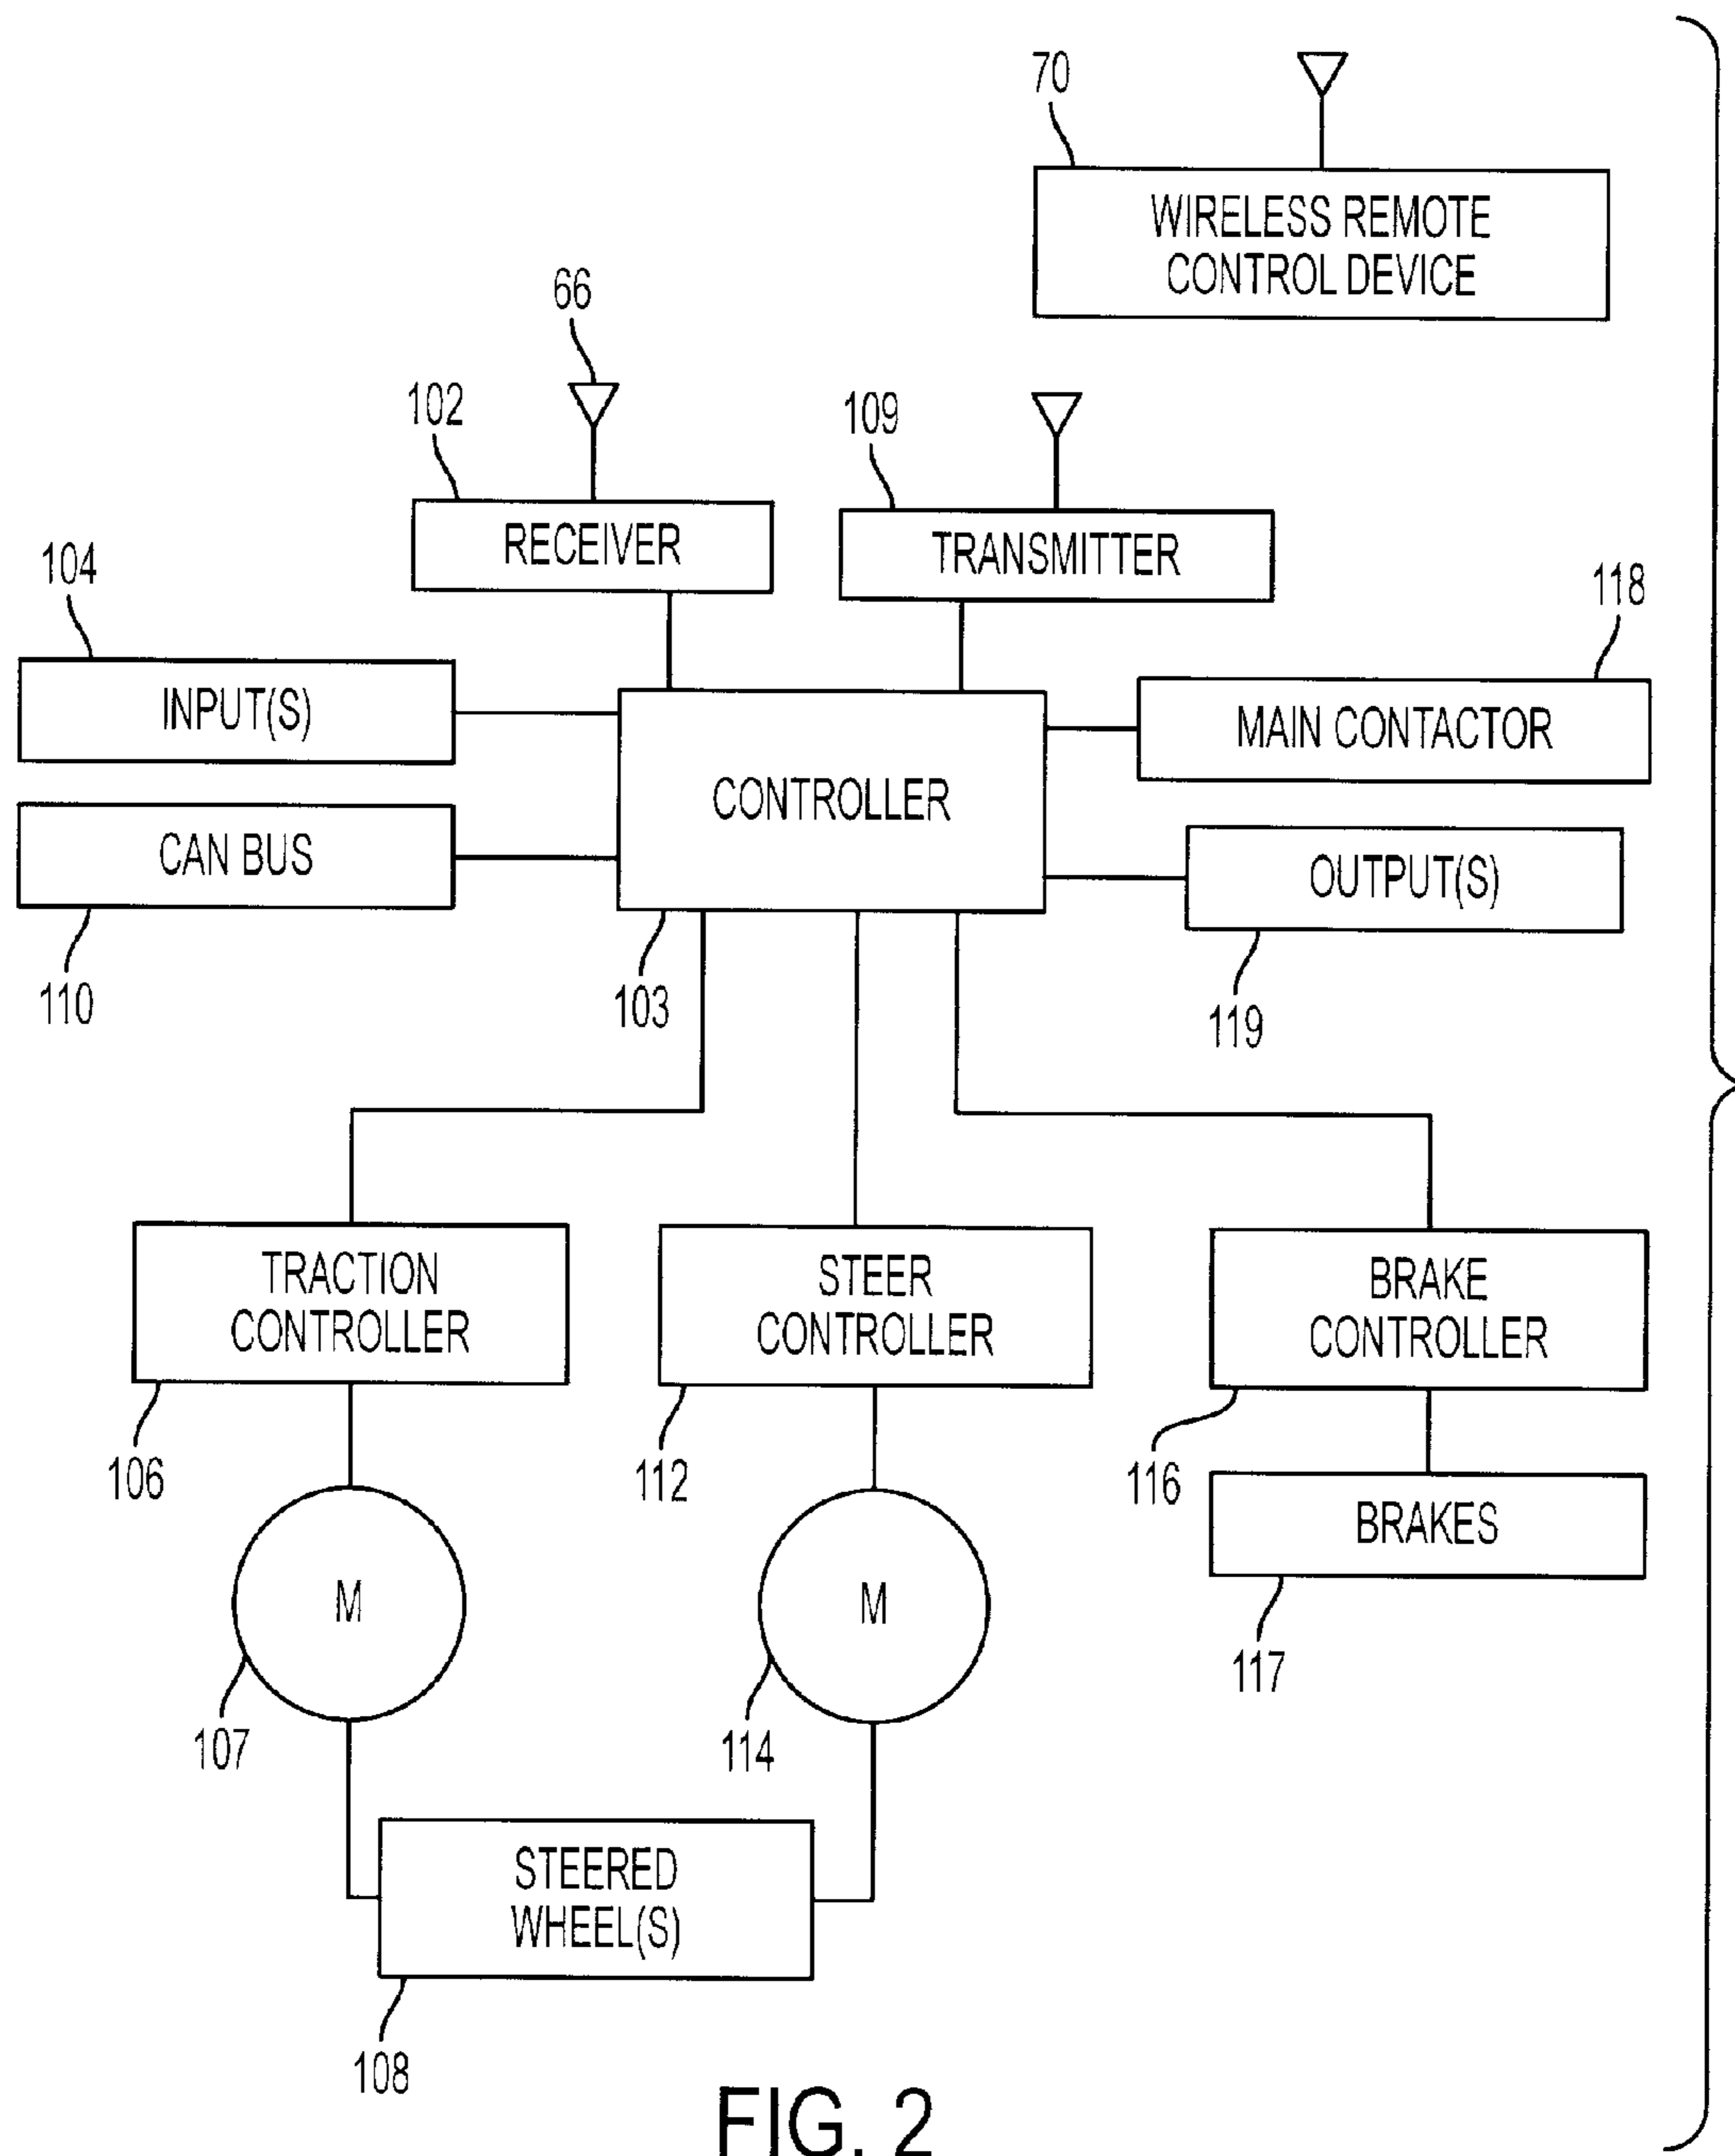 70
WIRELESS REMOTE
CONTROL DEVICE
66
102
109
RECEIVER
TRANSMITTER
104
118
INPUT(S)
MAIN CONTACTOR
CONTROLLER
CAN BUS
OUTPUT(S)
110
103
119
TRACTION
CONTROLLER
STEER
CONTROLLER
BRAKE
CONTROLLER
106
112
116
BRAKES
M
M
117
107
114
STEERED
WHEEL(S)
108
FIG. 2